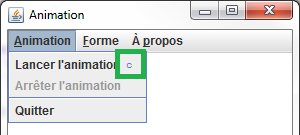 Animation
Animation Forme À propos
Lancer l'animation
Arrêter l'animation
Quitter